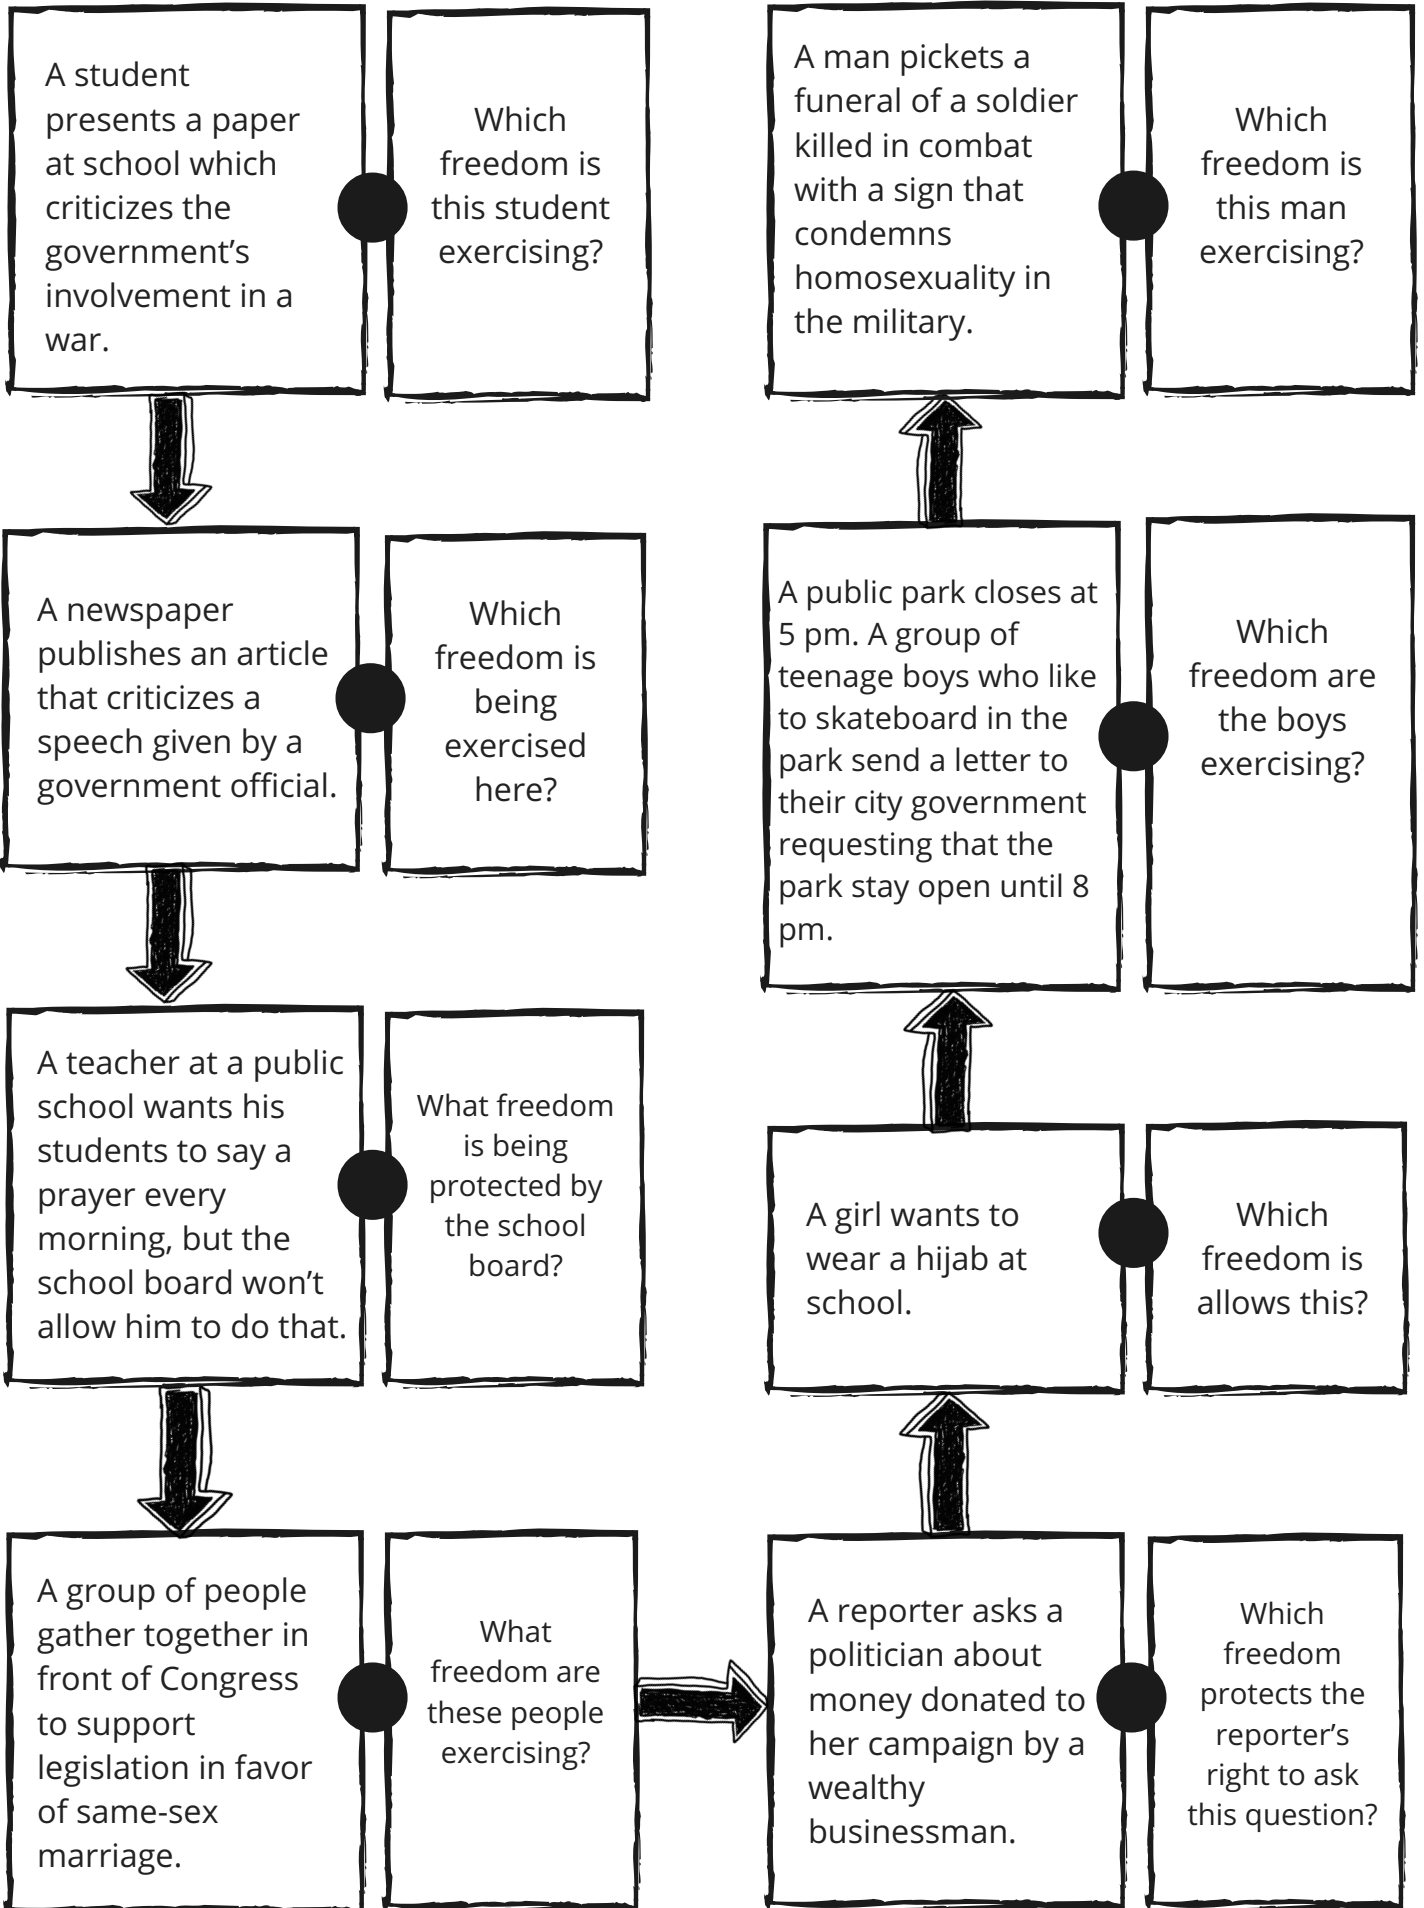 A student
presents a paper
at school which
criticizes the
government’s
involvement in a
war.
Which
freedom is
this student
exercising?
A newspaper
publishes an article
that criticizes a
speech given by a
government official.
Which
freedom is
being
exercised
here?
A teacher at a public
school wants his
students to say a
prayer every
morning, but the
school board won’t
allow him to do that.
What freedom
is being
protected by
the school
board?
A group of people
gather together in
front of Congress
to support
legislation in favor
of same-sex
marriage.
What
freedom are
these people
exercising?
A reporter asks a
politician about
money donated to
her campaign by a
wealthy
businessman.
Which
freedom
protects the
reporter’s
right to ask
this question?
A girl wants to
wear a hijab at
school.
Which
freedom is
allows this?
A public park closes at
5 pm. A group of
teenage boys who like
to skateboard in the
park send a letter to
their city government
requesting that the
park stay open until 8
pm.
Which
freedom are
the boys
exercising?
A man pickets a
funeral of a soldier
killed in combat
with a sign that
condemns
homosexuality in
the military.
Which
freedom is
this man
exercising?